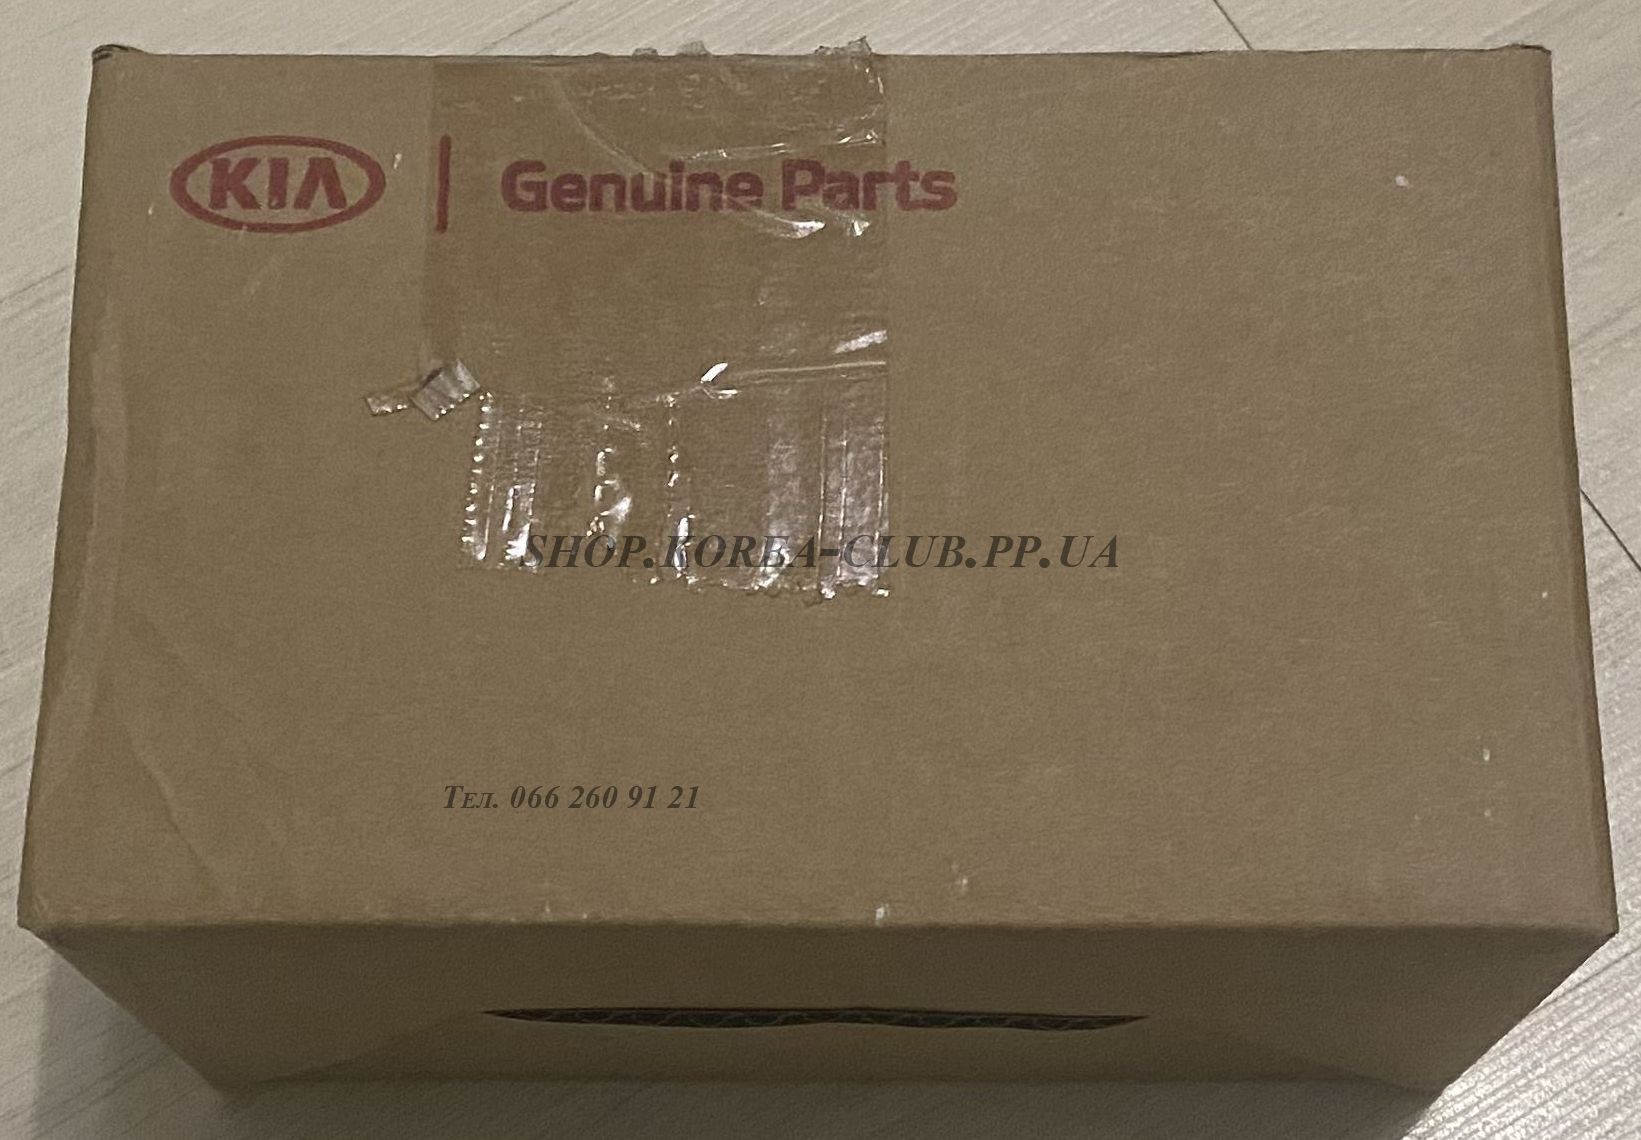 KIA | Genuine Parts
SHOP.KOREA-CLUB.PP.UA
Тел. 066 260 91 21